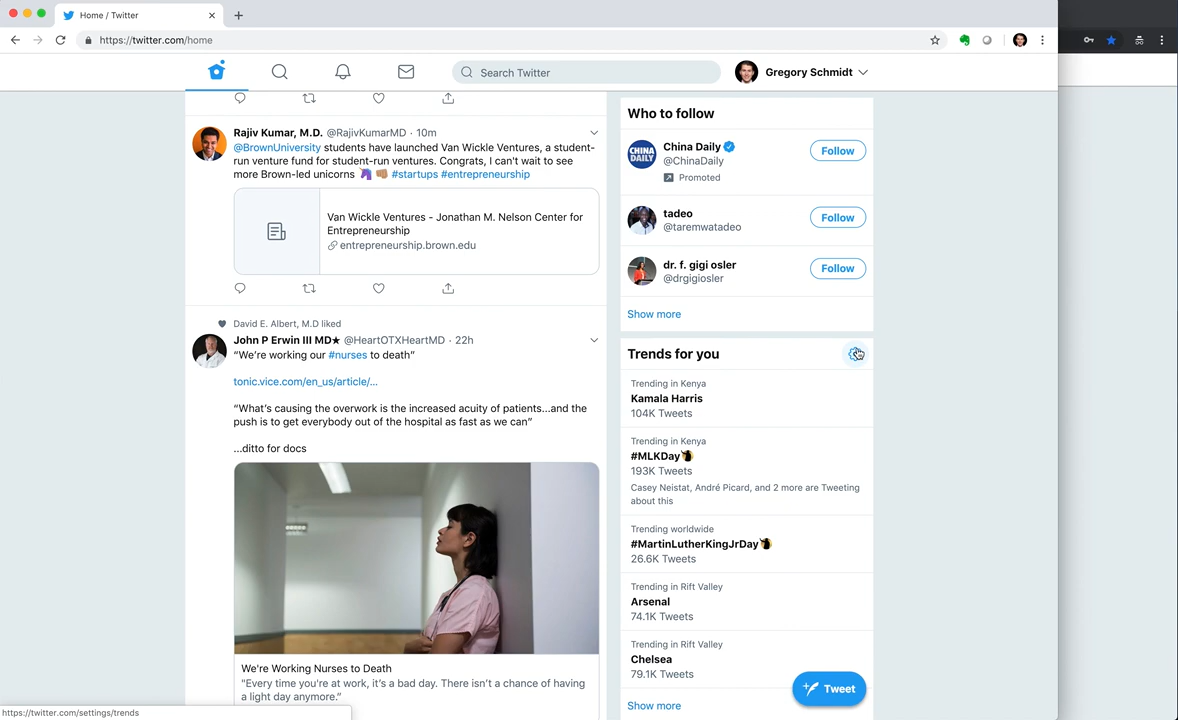 Home / Twitter
https://twitter.com/home
Search Twitter
Gregory Schmidt
Rajiv Kumar, M.D. @RajivKumarMD · 10m
@BrownUniversity students have launched Van Wickle Ventures, a student-
run venture fund for student-run ventures. Congrats, I can't wait to see
more Brown-led unicorns 🦄 👊🏽 #startups #entrepreneurship
Van Wickle Ventures - Jonathan M. Nelson Center for
Entrepreneurship
entrepreneurship.brown.edu
David E. Albert, M.D liked
John P Erwin III MD★ @HeartOTXHeartMD · 22h
“We’re working our #nurses to death”
tonic.vice.com/en_us/article/...
“What’s causing the overwork is the increased acuity of patients...and the
push is to get everybody out of the hospital as fast as we can”
...ditto for docs
We're Working Nurses to Death
“Every time you're at work, it’s a bad day. There isn’t a chance of having
a light day anymore.”
Who to follow
CHINA DAILY
China Daily
@ChinaDaily
Promoted
Follow
tadeo
@taremwatadeo
Follow
dr. f. gigi osler
@drgigiosler
Follow
Show more
Trends for you
Trending in Kenya
Kamala Harris
104K Tweets
Trending in Kenya
#MLKDay
193K Tweets
Casey Neistat, André Picard, and 2 more are Tweeting
about this
Trending worldwide
#MartinLutherKingJrDay
26.6K Tweets
Trending in Rift Valley
Arsenal
74.1K Tweets
Trending in Rift Valley
Chelsea
79.1K Tweets
Show more
Tweet
https://twitter.com/settings/trends